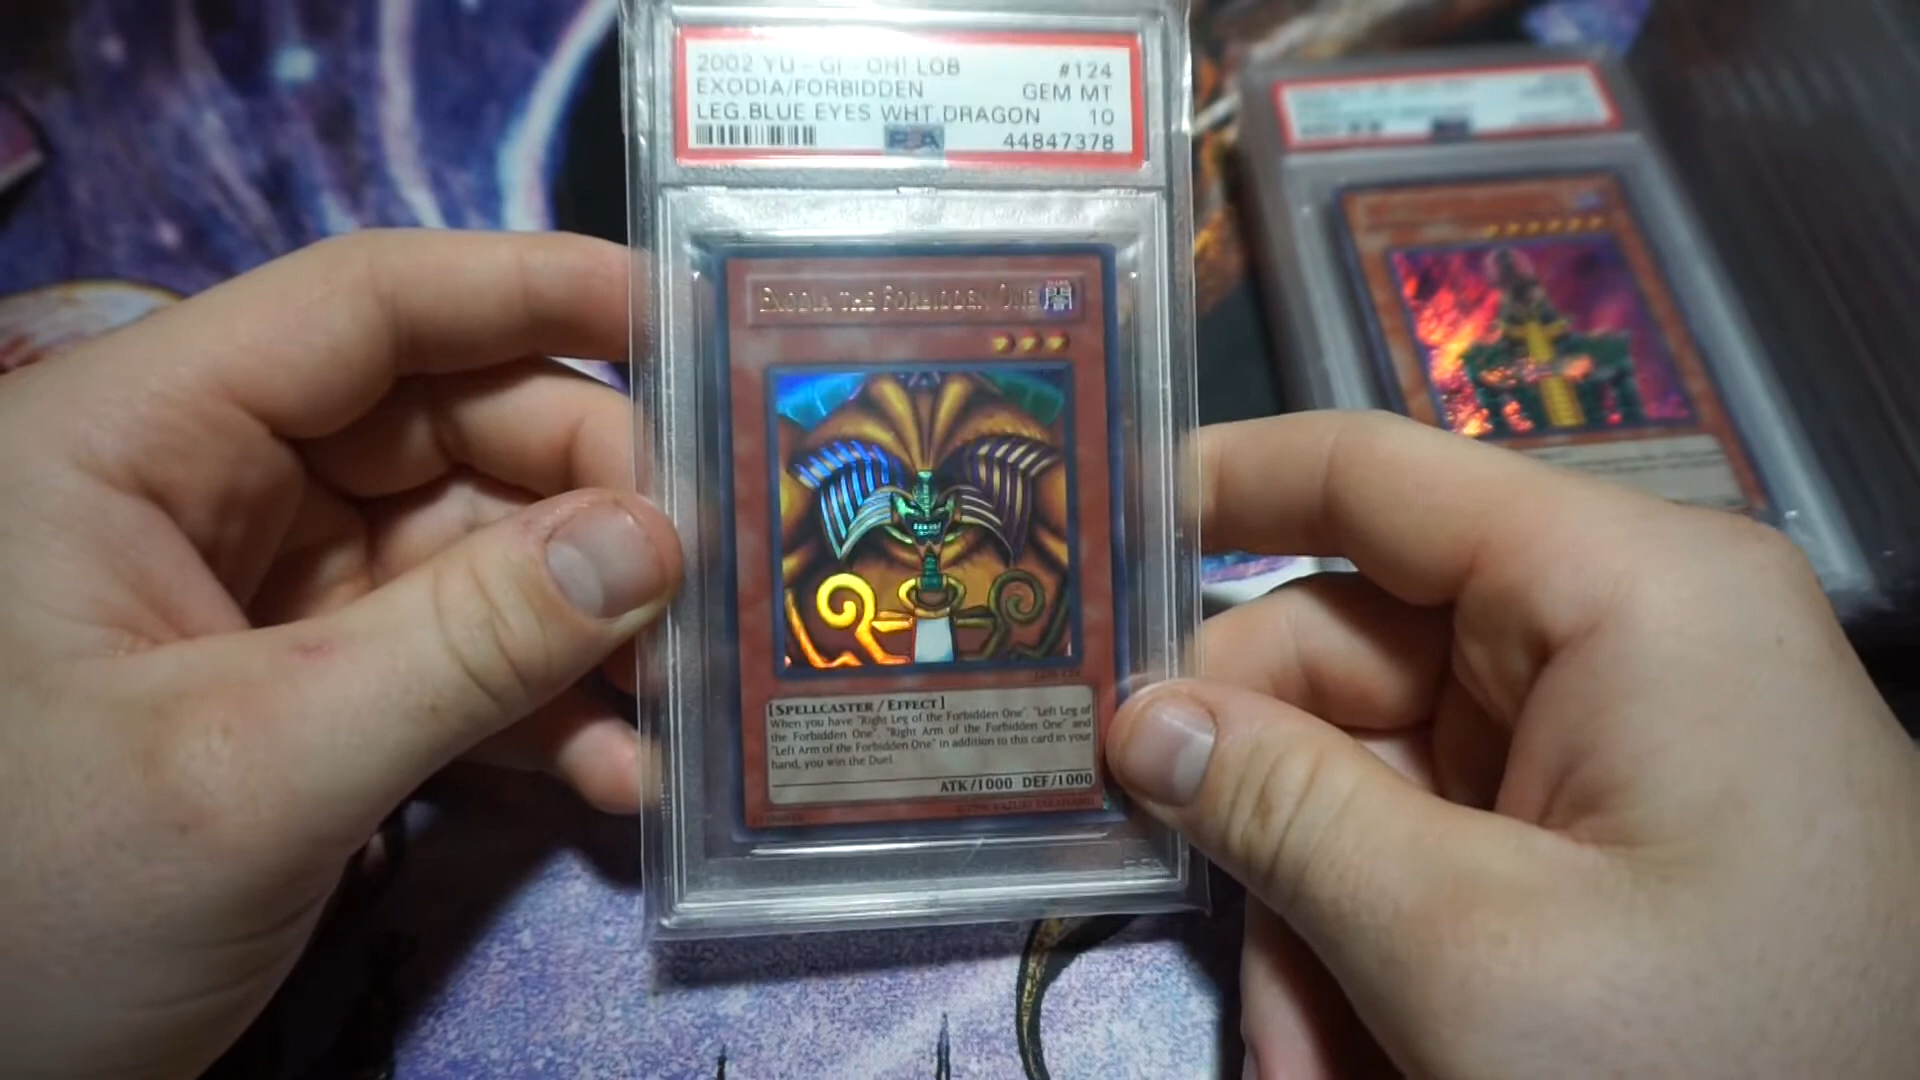 2002 YU - GI - OH! LOB #124
EXODIA/FORBIDDEN GEM MT
LEG.BLUE EYES WHT.DRAGON 10
PSA 44847378
EXODIA THE FORBIDDEN ONE
[SPELLCASTER / EFFECT]
When you have "Right Leg of the Forbidden One", "Left Leg of
the Forbidden One", "Right Arm of the Forbidden One" and
"Left Arm of the Forbidden One" in addition to this card in your
hand, you win the Duel.
ATK/1000 DEF/1000